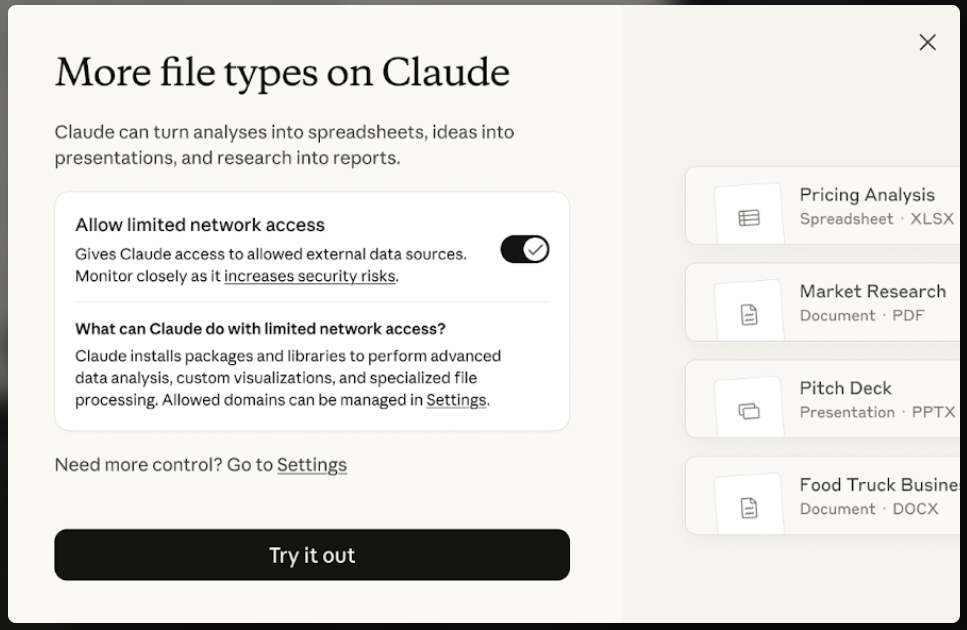 More file types on Claude
Claude can turn analyses into spreadsheets, ideas into
presentations, and research into reports.
Allow limited network access
Gives Claude access to allowed external data sources.
Monitor closely as it increases security risks.
What can Claude do with limited network access?
Claude installs packages and libraries to perform advanced
data analysis, custom visualizations, and specialized file
processing. Allowed domains can be managed in Settings.
Need more control? Go to Settings
Try it out
Pricing Analysis
Spreadsheet · XLSX
Market Research
Document · PDF
Pitch Deck
Presentation · PPTX
Food Truck Busine
Document · DOCX